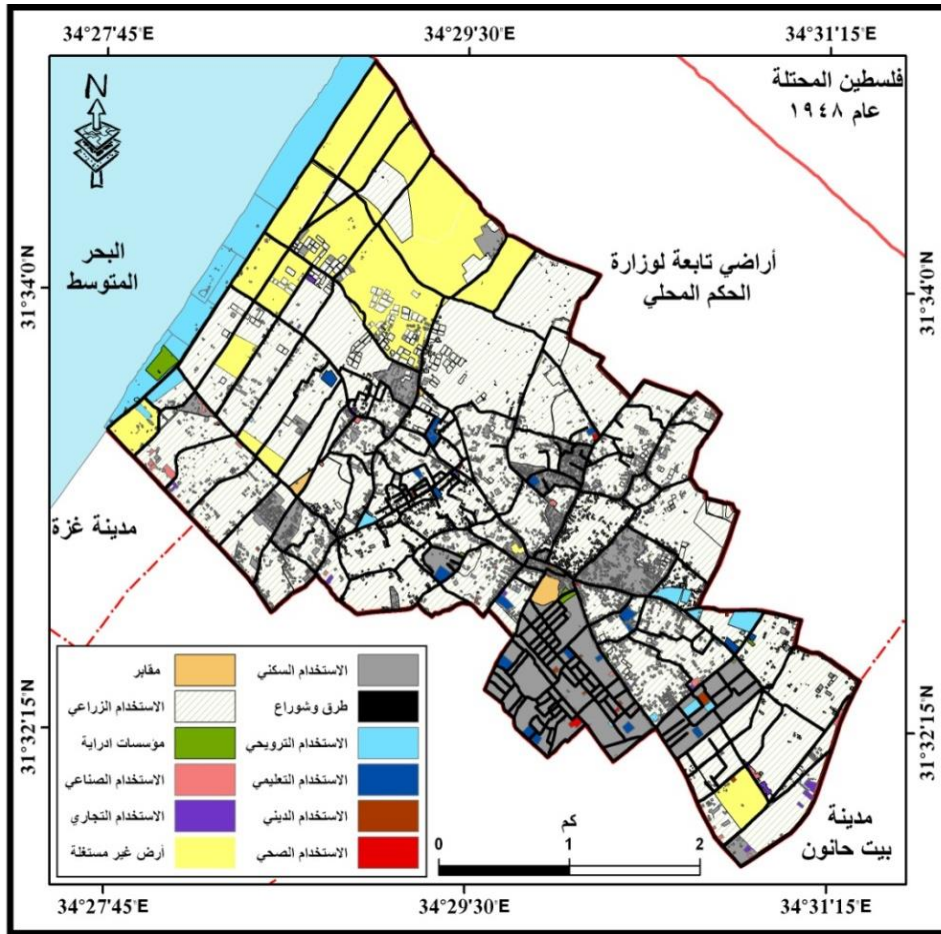 34°27'45"E
34°29'30"E
34°31'15"E
فلسطين المحتلة
عام ١٩٤٨
N
البحر
المتوسط
أراضي تابعة لوزارة
الحكم المحلي
31°34'0"N
31°34'0"N
مدينة غزة
الاستخدام السكني
مقابر
طرق وشوراع
الاستخدام الزراعي
الاستخدام الترويحي
مؤسسات ادراية
الاستخدام التعليمي
الاستخدام الصناعي
الاستخدام الديني
الاستخدام التجاري
الاستخدام الصحي
أرض غير مستغلة
31°32'15"N
31°32'15"N
كم
0
1
2
مدينة
بيت حانون
34°27'45"E
34°29'30"E
34°31'15"E